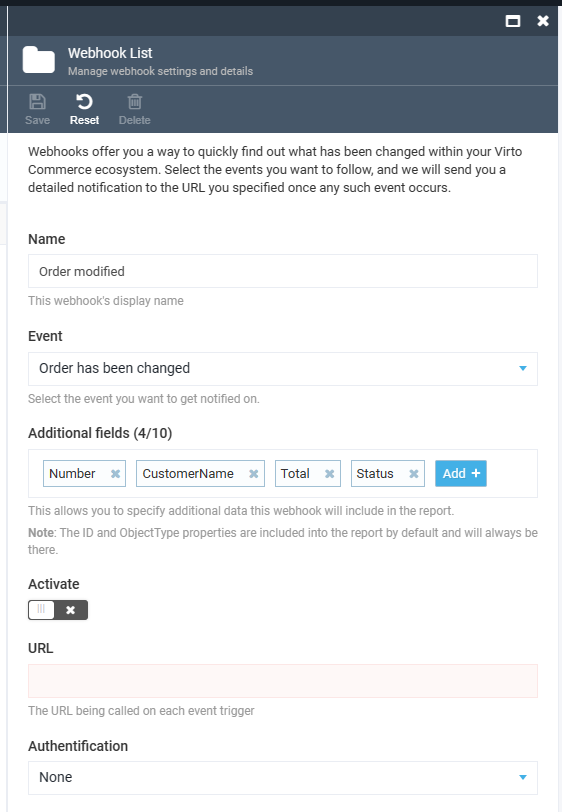 Webhook List
Manage webhook settings and details
Save Reset Delete
Webhooks offer you a way to quickly find out what has been changed within your Virto
Commerce ecosystem. Select the events you want to follow, and we will send you a
detailed notification to the URL you specified once any such event occurs.
Name
Order modified
This webhook's display name
Event
Order has been changed
Select the event you want to get notified on.
Additional fields (4/10)
Number CustomerName Total Status Add +
This allows you to specify additional data this webhook will include in the report.
Note: The ID and ObjectType properties are included into the report by default and will always be
there.
Activate
URL
The URL being called on each event trigger
Authentification
None